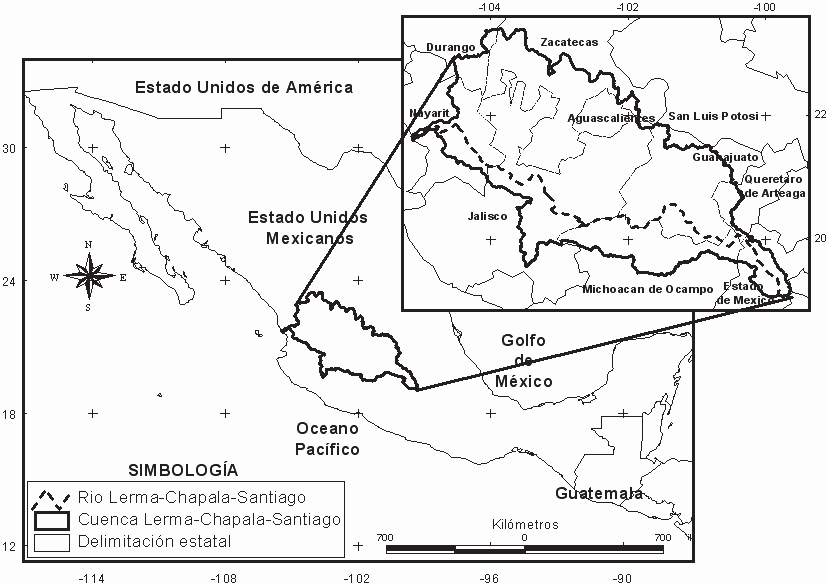 -104
-102
-100
Durango
Zacatecas
Nayarit
Aguascalientes
San Luis Potosi
22
Guanajuato
Queretaro
de Arteaga
Jalisco
20
Michoacan de Ocampo
Estado
de Mexico
Estado Unidos de América
30
Estado Unidos
Mexicanos
N
W
E
S
24
Golfo
de
México
18
Oceano
Pacífico
SIMBOLOGÍA
Rio Lerma-Chapala-Santiago
Cuenca Lerma-Chapala-Santiago
Delimitación estatal
Guatemala
Kilómetros
700
0
700
12
-114
-108
-102
-96
-90